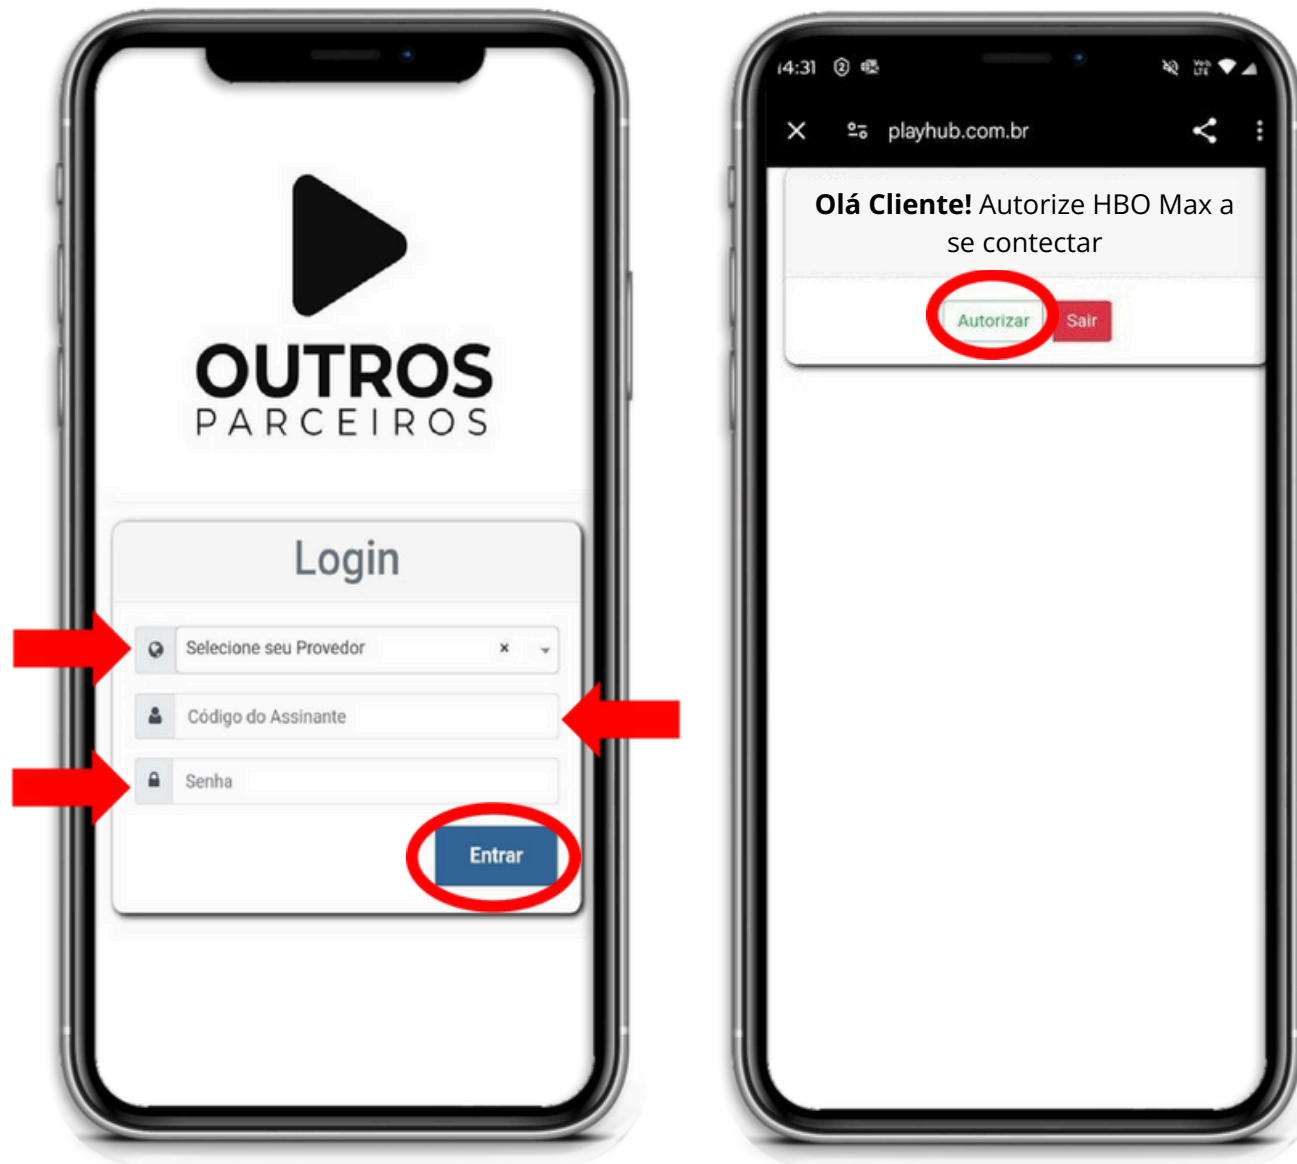 OUTROS
PARCEIROS
Login
Selecione seu Provedor
Código do Assinante
Senha
Entrar
14:31
playhub.com.br
Olá Cliente! Autorize HBO Max a
se contectar
Autorizar
Sair